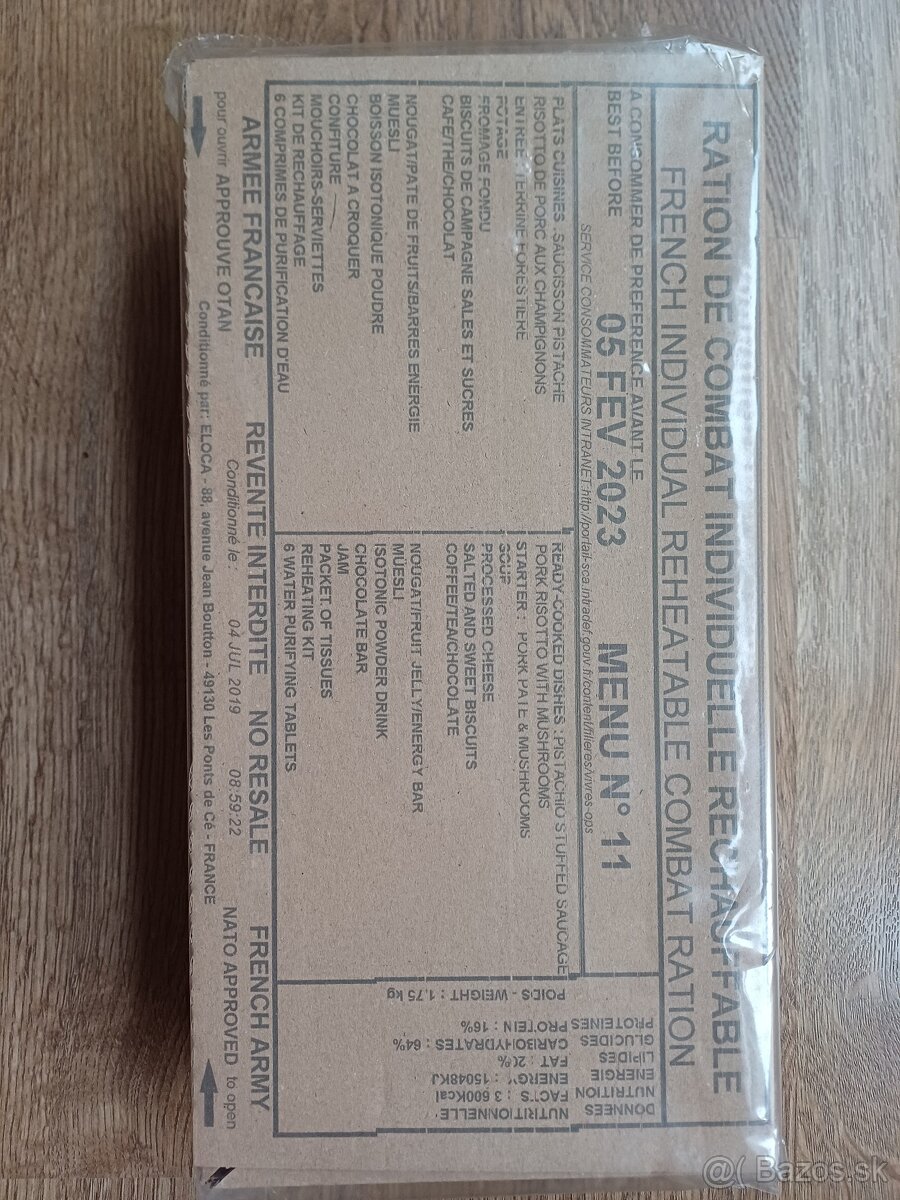 RATION DE COMBAT INDIVIDUELLE RECHAUFFABLE
FRENCH INDIVIDUAL REHEATABLE COMBAT RATION
A CONSOMMER DE PREFERENCE AVANT LE
BEST BEFORE
05 FEV 2023
MENU N° 11
SERVICE CONSOMMATEURS INTRANET:http://portail-sca.intradef.gouv.fr/content/filieres/vivres-ops
PLATS CUISINES :SAUCISSON PISTACHE
RISOTTO DE PORC AUX CHAMPIGNONS
ENTREE : TERRINE FORESTIERE
POTAGE
FROMAGE FONDU
BISCUITS DE CAMPAGNE SALES ET SUCRES
CAFE/THE/CHOCOLAT
NOUGAT/PATE DE FRUITS/BARRES ENERGIE
MUESLI
BOISSON ISOTONIQUE POUDRE
CHOCOLAT A CROQUER
CONFITURE
MOUCHOIRS-SERVIETTES
KIT DE RECHAUFFAGE
6 COMPRIMES DE PURIFICATION D'EAU
READY-COOKED DISHES :PISTACHIO STUFFED SAUCAGE
PORK RISOTTO WITH MUSHROOMS
STARTER : PORK PATE & MUSHROOMS
SOUP
PROCESSED CHEESE
SALTED AND SWEET BISCUITS
COFFEE/TEA/CHOCOLATE
NOUGAT/FRUIT JELLY/ENERGY BAR
MUESLI
ISOTONIC POWDER DRINK
CHOCOLATE BAR
JAM
PACKET OF TISSUES
REHEATING KIT
6 WATER PURIFYING TABLETS
DONNEES NUTRITIONNELLE
NUTRITION FACTS : 3 600Kcal
ENERGIE ENERGY :15048KJ
LIPIDES FAT : 20%
GLUCIDES CARBOHYDRATES : 64%
PROTEINES PROTEIN : 16%
POIDS - WEIGHT : 1.75 kg
ARMEE FRANCAISE REVENTE INTERDITE NO RESALE FRENCH ARMY
pour ouvrir APPROUVE OTAN Conditionné le : 04 JUL 2019 08:59:22 NATO APPROVED to open
Conditionné par: ELOCA - 88, avenue Jean Boutton - 49130 Les Ponts de Cé - FRANCE
@( Bazos.sk